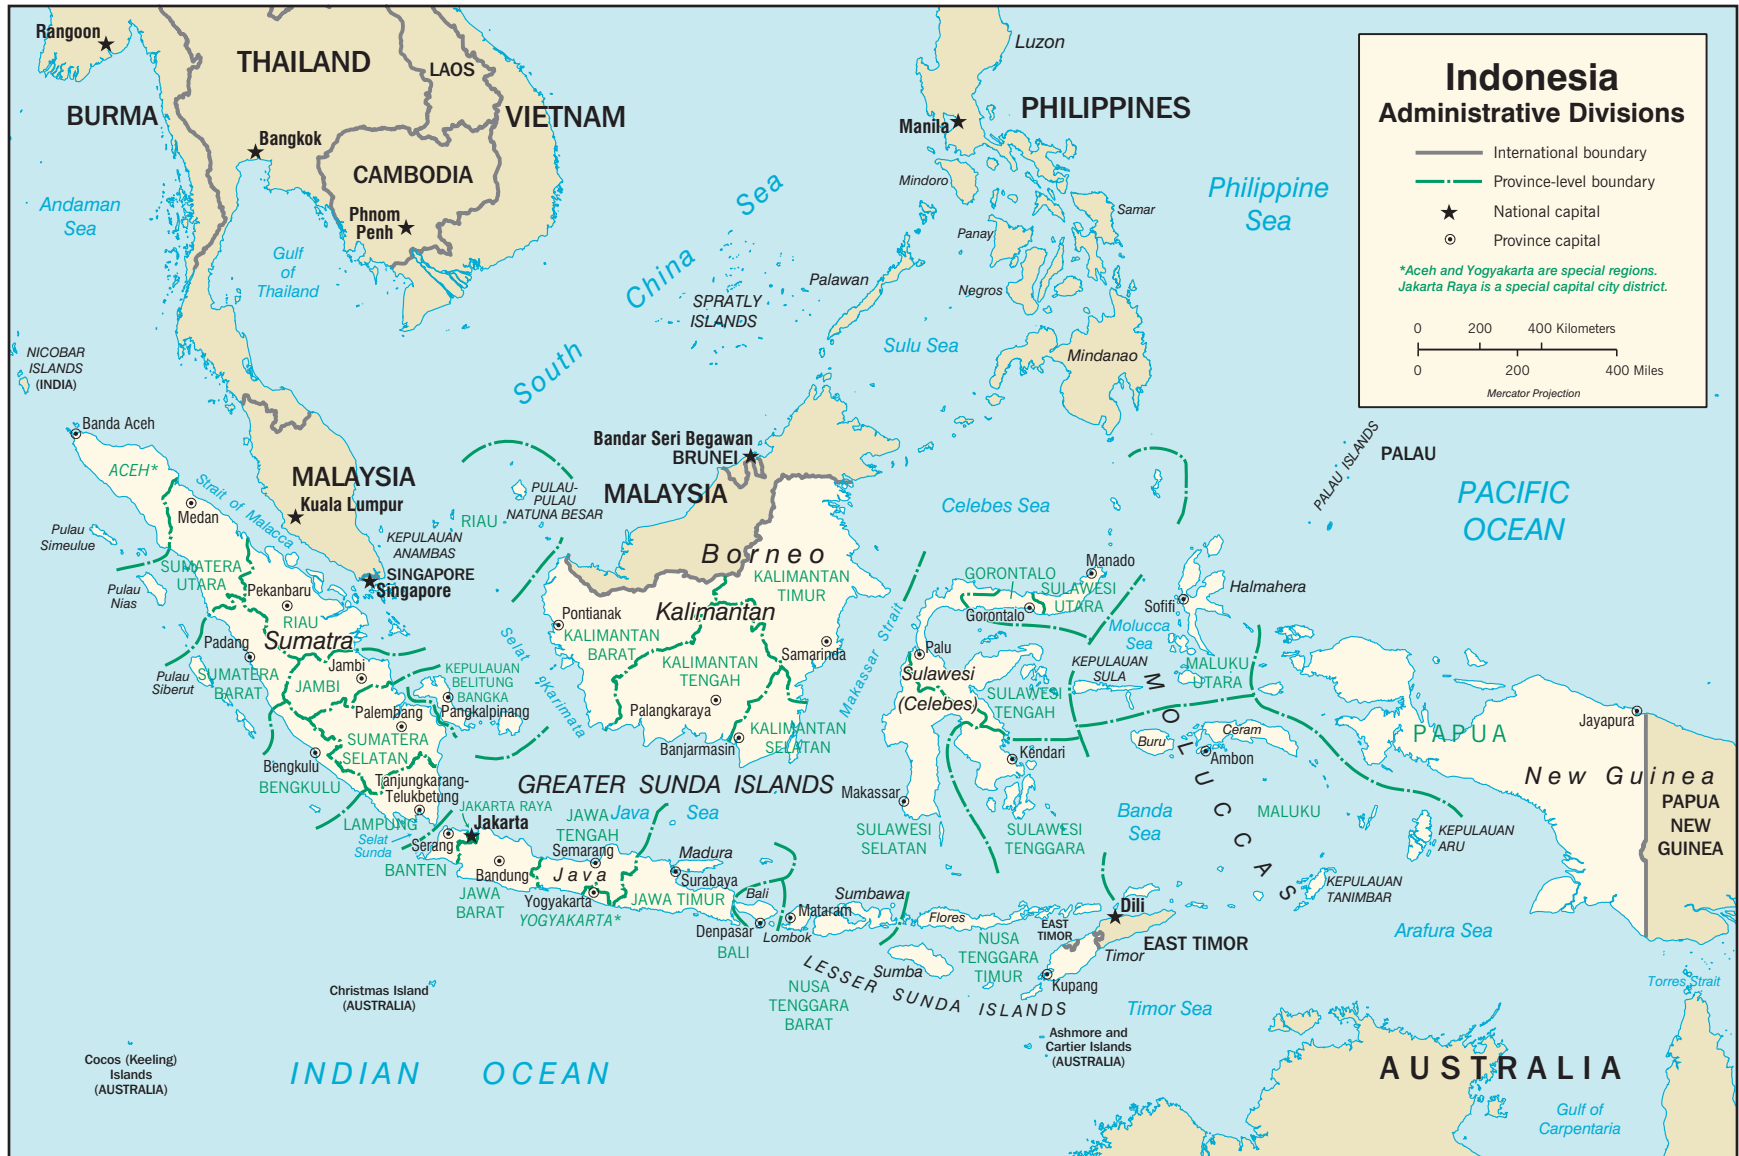 Indonesia
Administrative Divisions
International boundary
Province-level boundary
National capital
Province capital
*Aceh and Yogyakarta are special regions.
Jakarta Raya is a special capital city district.
0 200 400 Kilometers
0 200 400 Miles
Mercator Projection
Rangoon
THAILAND
LAOS
BURMA
VIETNAM
Bangkok
CAMBODIA
Phnom
Penh
Andaman
Sea
Gulf
of
Thailand
NICOBAR
ISLANDS
(INDIA)
South China Sea
SPRATLY
ISLANDS
Luzon
PHILIPPINES
Manila
Mindoro
Philippine
Sea
Samar
Panay
Palawan
Negros
Sulu Sea
Mindanao
PALAU ISLANDS
PALAU
PACIFIC
OCEAN
Banda Aceh
ACEH*
Medan
Strait of Malacca
MALAYSIA
Kuala Lumpur
Pulau
Simeulue
SUMATERA
UTARA
Pulau
Nias
Pekanbaru
RIAU
Sumatra
SINGAPORE
Singapore
KEPULAUAN
ANAMBAS
RIAU
PULAU-
PULAU
NATUNA BESAR
Bandar Seri Begawan
BRUNEI
MALAYSIA
Celebes Sea
Borneo
Kalimantan
KALIMANTAN
TIMUR
Pontianak
KALIMANTAN
BARAT
KALIMANTAN
TENGAH
Samarinda
Palangkaraya
KALIMANTAN
SELATAN
Banjarmasin
Selat Karimata
Makassar Strait
Padang
Pulau
Siberut
SUMATERA
BARAT
Jambi
JAMBI
KEPULAUAN
BELITUNG
BANGKA
Pangkalpinang
Palembang
SUMATERA
SELATAN
Bengkulu
BENGKULU
Tanjungkarang-
Telukbetung
LAMPUNG
Selat
Sunda
GREATER SUNDA ISLANDS
Java Sea
JAKARTA RAYA
Jakarta
Serang
BANTEN
Bandung
JAWA
BARAT
JAWA
TENGAH
Semarang
Java
Yogyakarta
YOGYAKARTA*
Madura
Surabaya
JAWA TIMUR
Bali
Denpasar
BALI
Mataram
Lombok
Sumbawa
NUSA
TENGGARA
BARAT
LESSER SUNDA ISLANDS
Sumba
Flores
NUSA
TENGGARA
TIMUR
EAST
TIMOR
Dili
EAST TIMOR
Timor
Kupang
Timor Sea
Ashmore and
Cartier Islands
(AUSTRALIA)
GORONTALO
Gorontalo
SULAWESI
UTARA
Manado
Palu
Sulawesi
(Celebes)
SULAWESI
TENGAH
Kendari
Makassar
SULAWESI
SELATAN
SULAWESI
TENGGARA
Halmahera
Sofifi
Molucca
Sea
KEPULAUAN
SULA
MALUKU
UTARA
MOLUCCAS
Buru
Ceram
Ambon
Banda
Sea
MALUKU
PAPUA
Jayapura
New Guinea
PAPUA
NEW
GUINEA
KEPULAUAN
ARU
KEPULAUAN
TANIMBAR
Arafura Sea
Torres Strait
Christmas Island
(AUSTRALIA)
Cocos (Keeling)
Islands
(AUSTRALIA)
INDIAN OCEAN
AUSTRALIA
Gulf of
Carpentaria